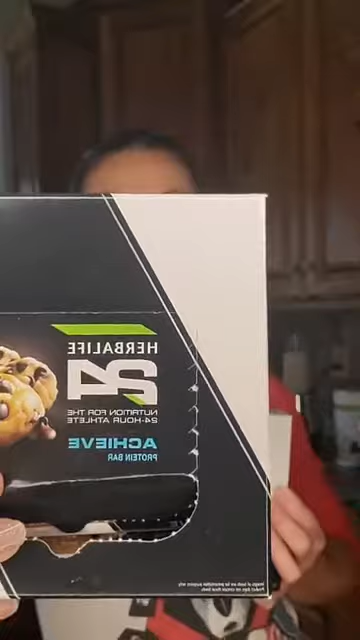 HERBALIFE
24
NUTRITION FOR THE
24-HOUR ATHLETE
ACHIEVE
PROTEIN BAR